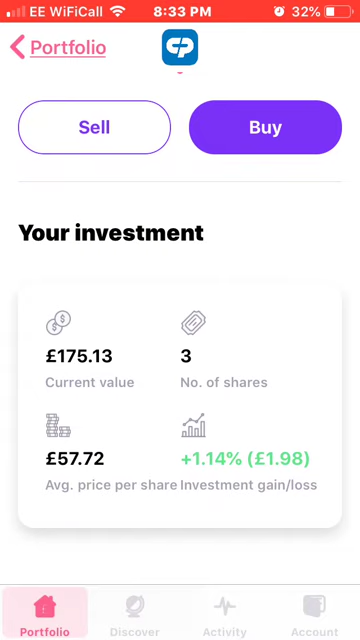 EE WiFiCall 8:33 PM 32%
Portfolio
CP
Sell Buy
Your investment
£175.13 3
Current value No. of shares
£57.72 +1.14% (£1.98)
Avg. price per share Investment gain/loss
Portfolio Discover Activity Account